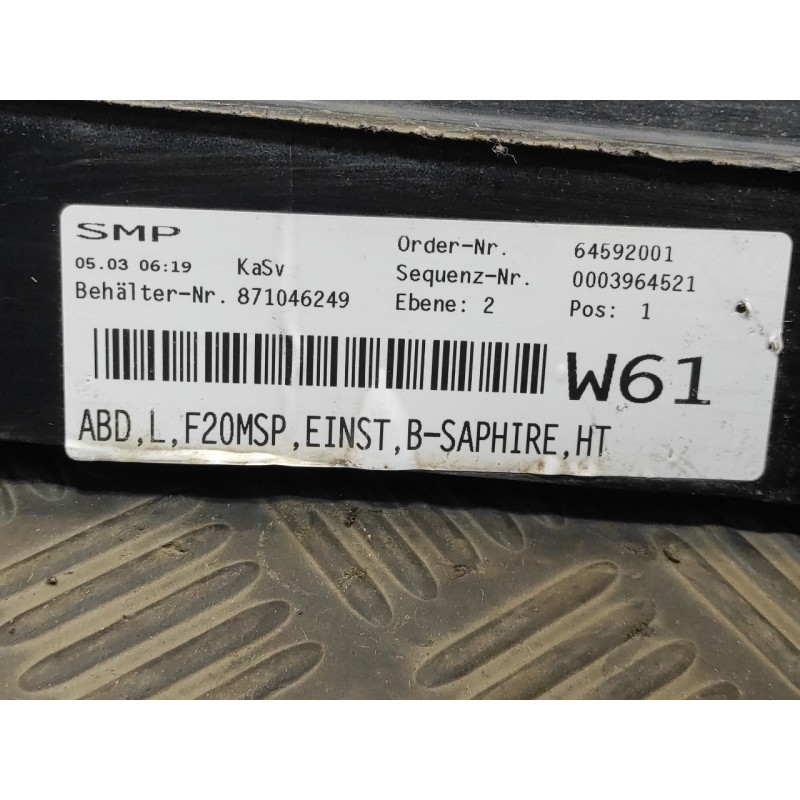 SMP
Order-Nr. 64592001
05.03 06:19 KaSv Sequenz-Nr. 0003964521
Behälter-Nr. 871046249 Ebene: 2 Pos: 1
W61
ABD,L,F20MSP,EINST,B-SAPHIRE,HT